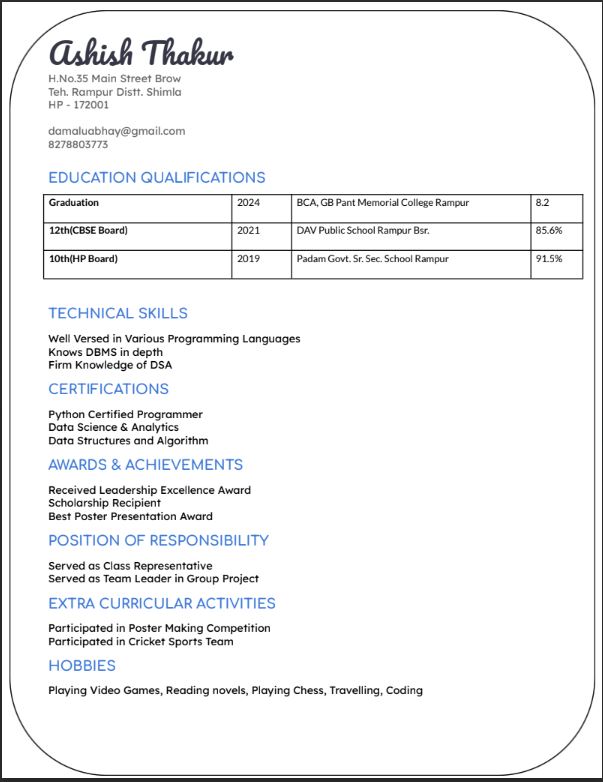 Ashish Thakur
H.No.35 Main Street Brow
Teh. Rampur Distt. Shimla
HP - 172001
damaluabhay@gmail.com
8278803773
EDUCATION QUALIFICATIONS
Graduation 2024 BCA, GB Pant Memorial College Rampur 8.2
12th(CBSE Board) 2021 DAV Public School Rampur Bsr. 85.6%
10th(HP Board) 2019 Padam Govt. Sr. Sec. School Rampur 91.5%
TECHNICAL SKILLS
Well Versed in Various Programming Languages
Knows DBMS in depth
Firm Knowledge of DSA
CERTIFICATIONS
Python Certified Programmer
Data Science & Analytics
Data Structures and Algorithm
AWARDS & ACHIEVEMENTS
Received Leadership Excellence Award
Scholarship Recipient
Best Poster Presentation Award
POSITION OF RESPONSIBILITY
Served as Class Representative
Served as Team Leader in Group Project
EXTRA CURRICULAR ACTIVITIES
Participated in Poster Making Competition
Participated in Cricket Sports Team
HOBBIES
Playing Video Games, Reading novels, Playing Chess, Travelling, Coding